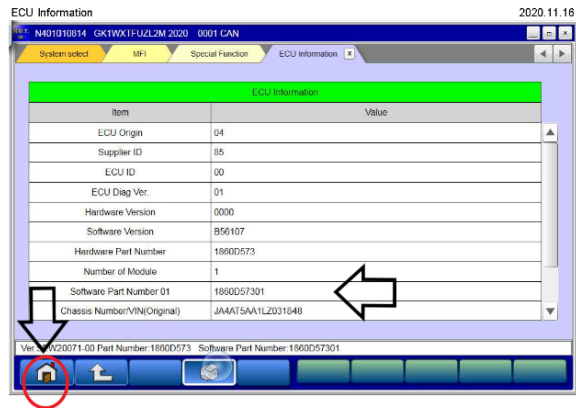 ECU Information 2020.11.16
N401010814 GK1WXTFUZL2M 2020 0001 CAN
System select MFI Special Function ECU Information x
ECU Information
Item Value
ECU Origin 04
Supplier ID 85
ECU ID 00
ECU Diag Ver. 01
Hardware Version 0000
Software Version B56107
Hardware Part Number 1860D573
Number of Module 1
Software Part Number 01 1860D57301
Chassis Number/VIN(Original) JA4AT5AA1LZ031848
W20071-00 Part Number:1860D573 Software Part Number:1860D57301